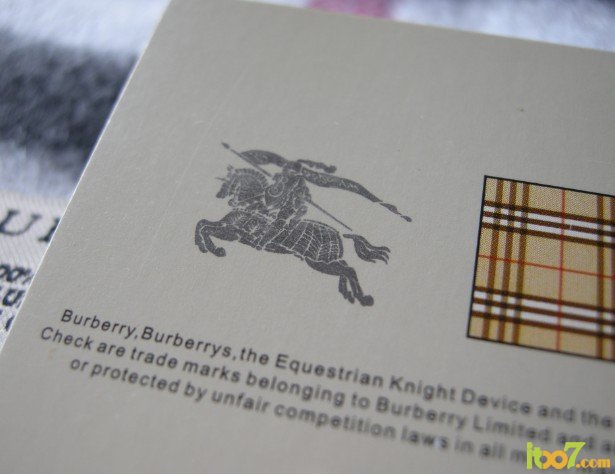 Burberry,Burberrys,the Equestrian Knight Device and the
Check are trade marks belonging to Burberry Limited and
or protected by unfair competition laws in all
itoo7.com